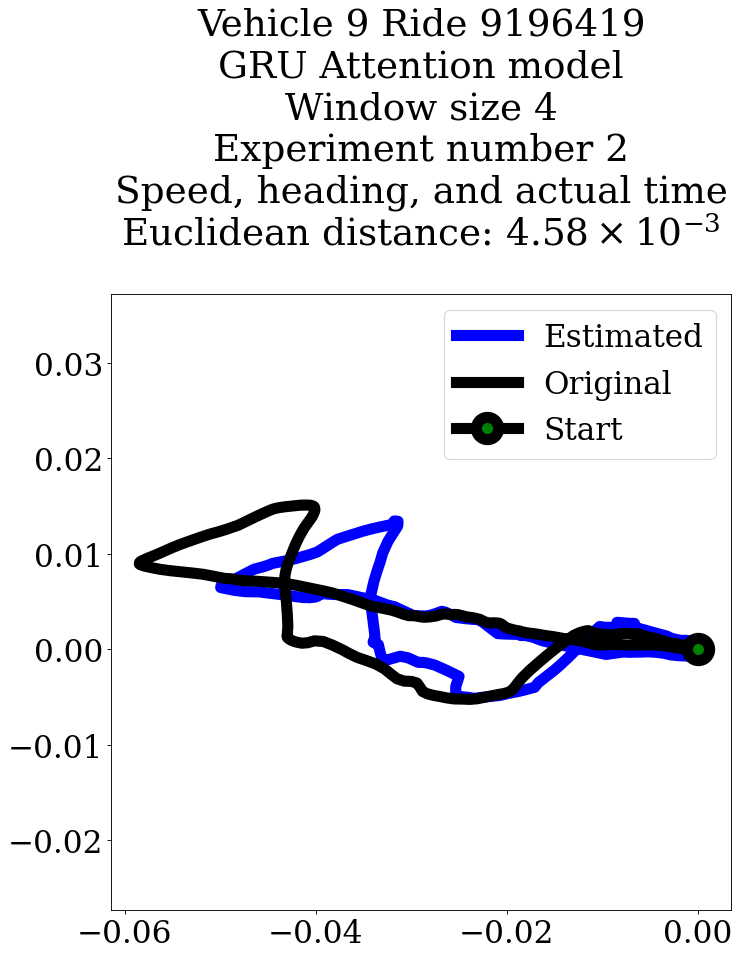 Vehicle 9 Ride 9196419
GRU Attention model
Window size 4
Experiment number 2
Speed, heading, and actual time
Euclidean distance: 4.58 × 10⁻³
Estimated
Original
Start
0.03
0.02
0.01
0.00
−0.01
−0.02
−0.06
−0.04
−0.02
0.00